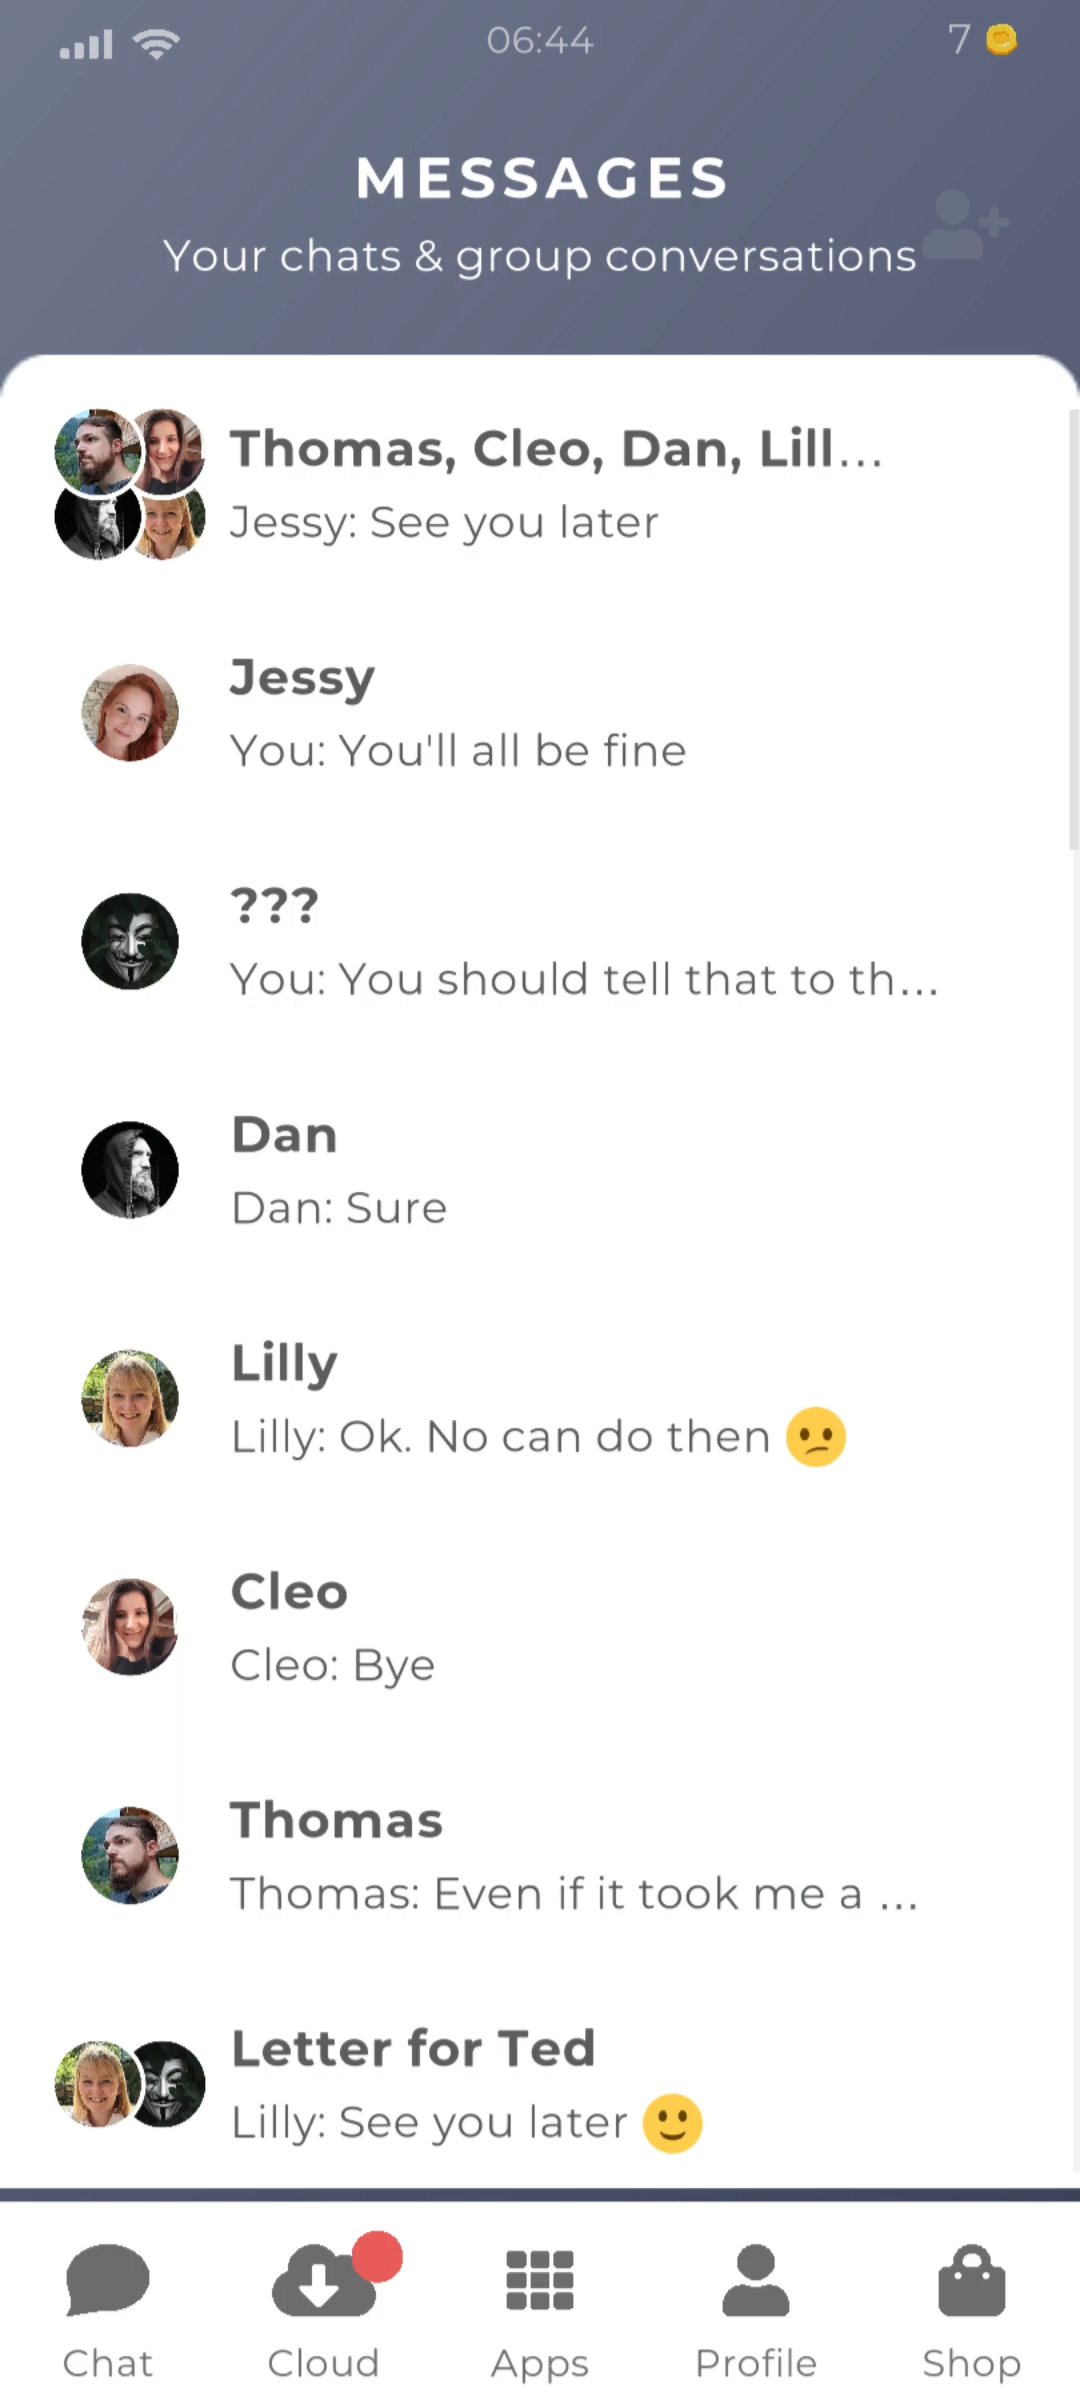 06:44
7
MESSAGES
Your chats & group conversations
Thomas, Cleo, Dan, Lill...
Jessy: See you later
Jessy
You: You'll all be fine
???
You: You should tell that to th...
Dan
Dan: Sure
Lilly
Lilly: Ok. No can do then 😕
Cleo
Cleo: Bye
Thomas
Thomas: Even if it took me a ...
Letter for Ted
Lilly: See you later 🙂
Chat
Cloud
Apps
Profile
Shop